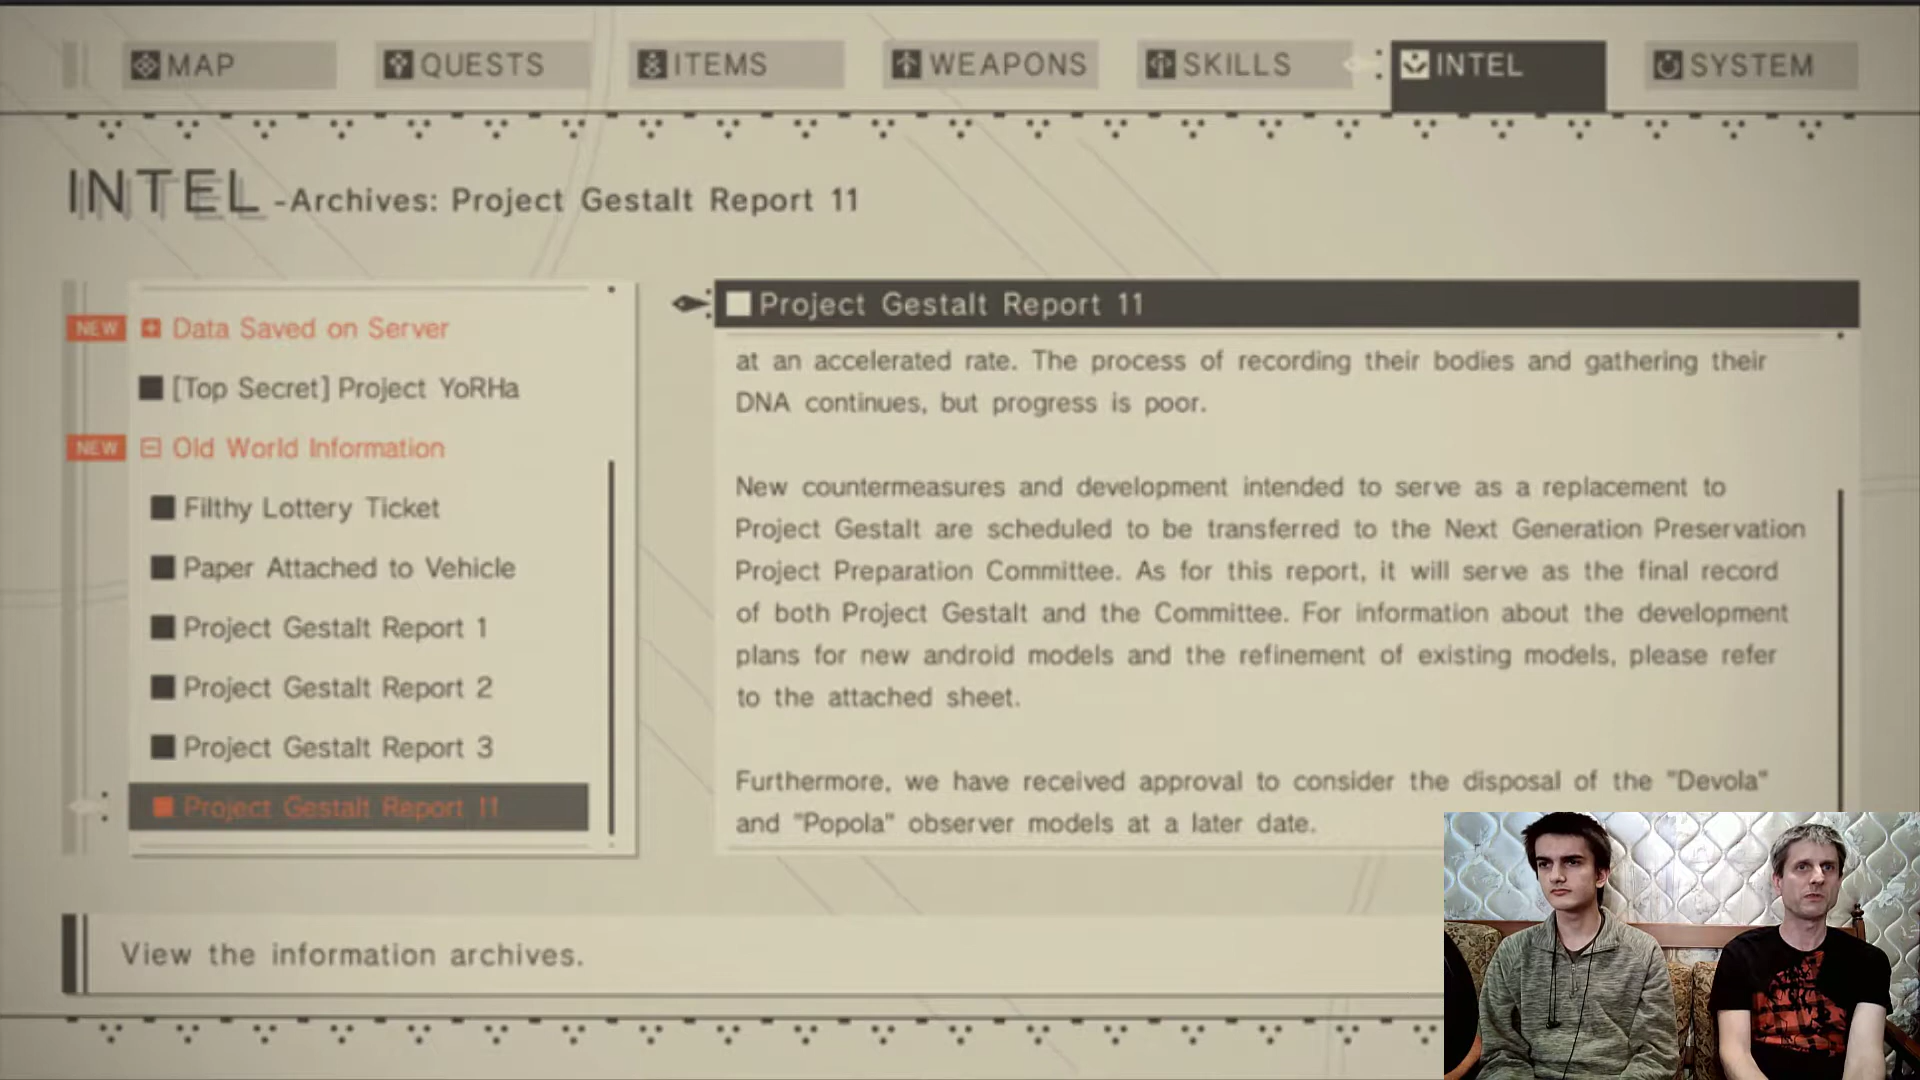 MAP
QUESTS
ITEMS
WEAPONS
SKILLS
INTEL
SYSTEM
INTEL -Archives: Project Gestalt Report 11
NEW Data Saved on Server
[Top Secret] Project YoRHa
NEW Old World Information
Filthy Lottery Ticket
Paper Attached to Vehicle
Project Gestalt Report 1
Project Gestalt Report 2
Project Gestalt Report 3
Project Gestalt Report 11
Project Gestalt Report 11
at an accelerated rate. The process of recording their bodies and gathering their
DNA continues, but progress is poor.
New countermeasures and development intended to serve as a replacement to
Project Gestalt are scheduled to be transferred to the Next Generation Preservation
Project Preparation Committee. As for this report, it will serve as the final record
of both Project Gestalt and the Committee. For information about the development
plans for new android models and the refinement of existing models, please refer
to the attached sheet.
Furthermore, we have received approval to consider the disposal of the "Devola"
and "Popola" observer models at a later date.
View the information archives.